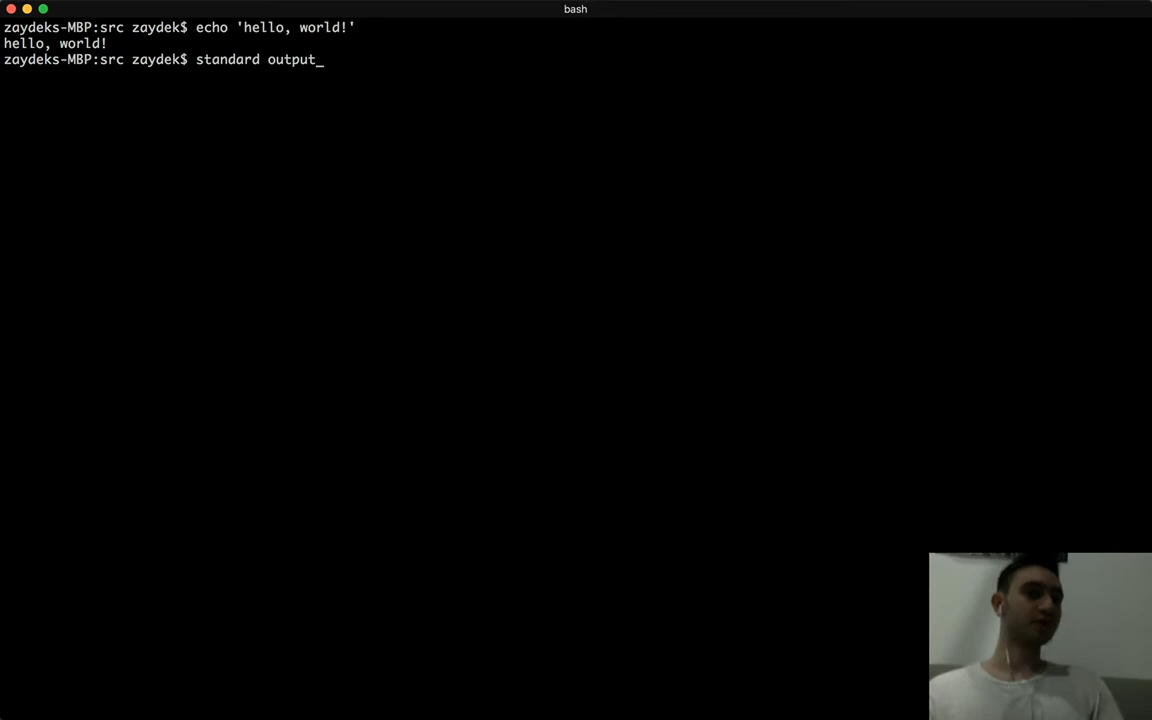 bash
zaydeks-MBP:src zaydek$ echo 'hello, world!'
hello, world!
zaydeks-MBP:src zaydek$ standard output_